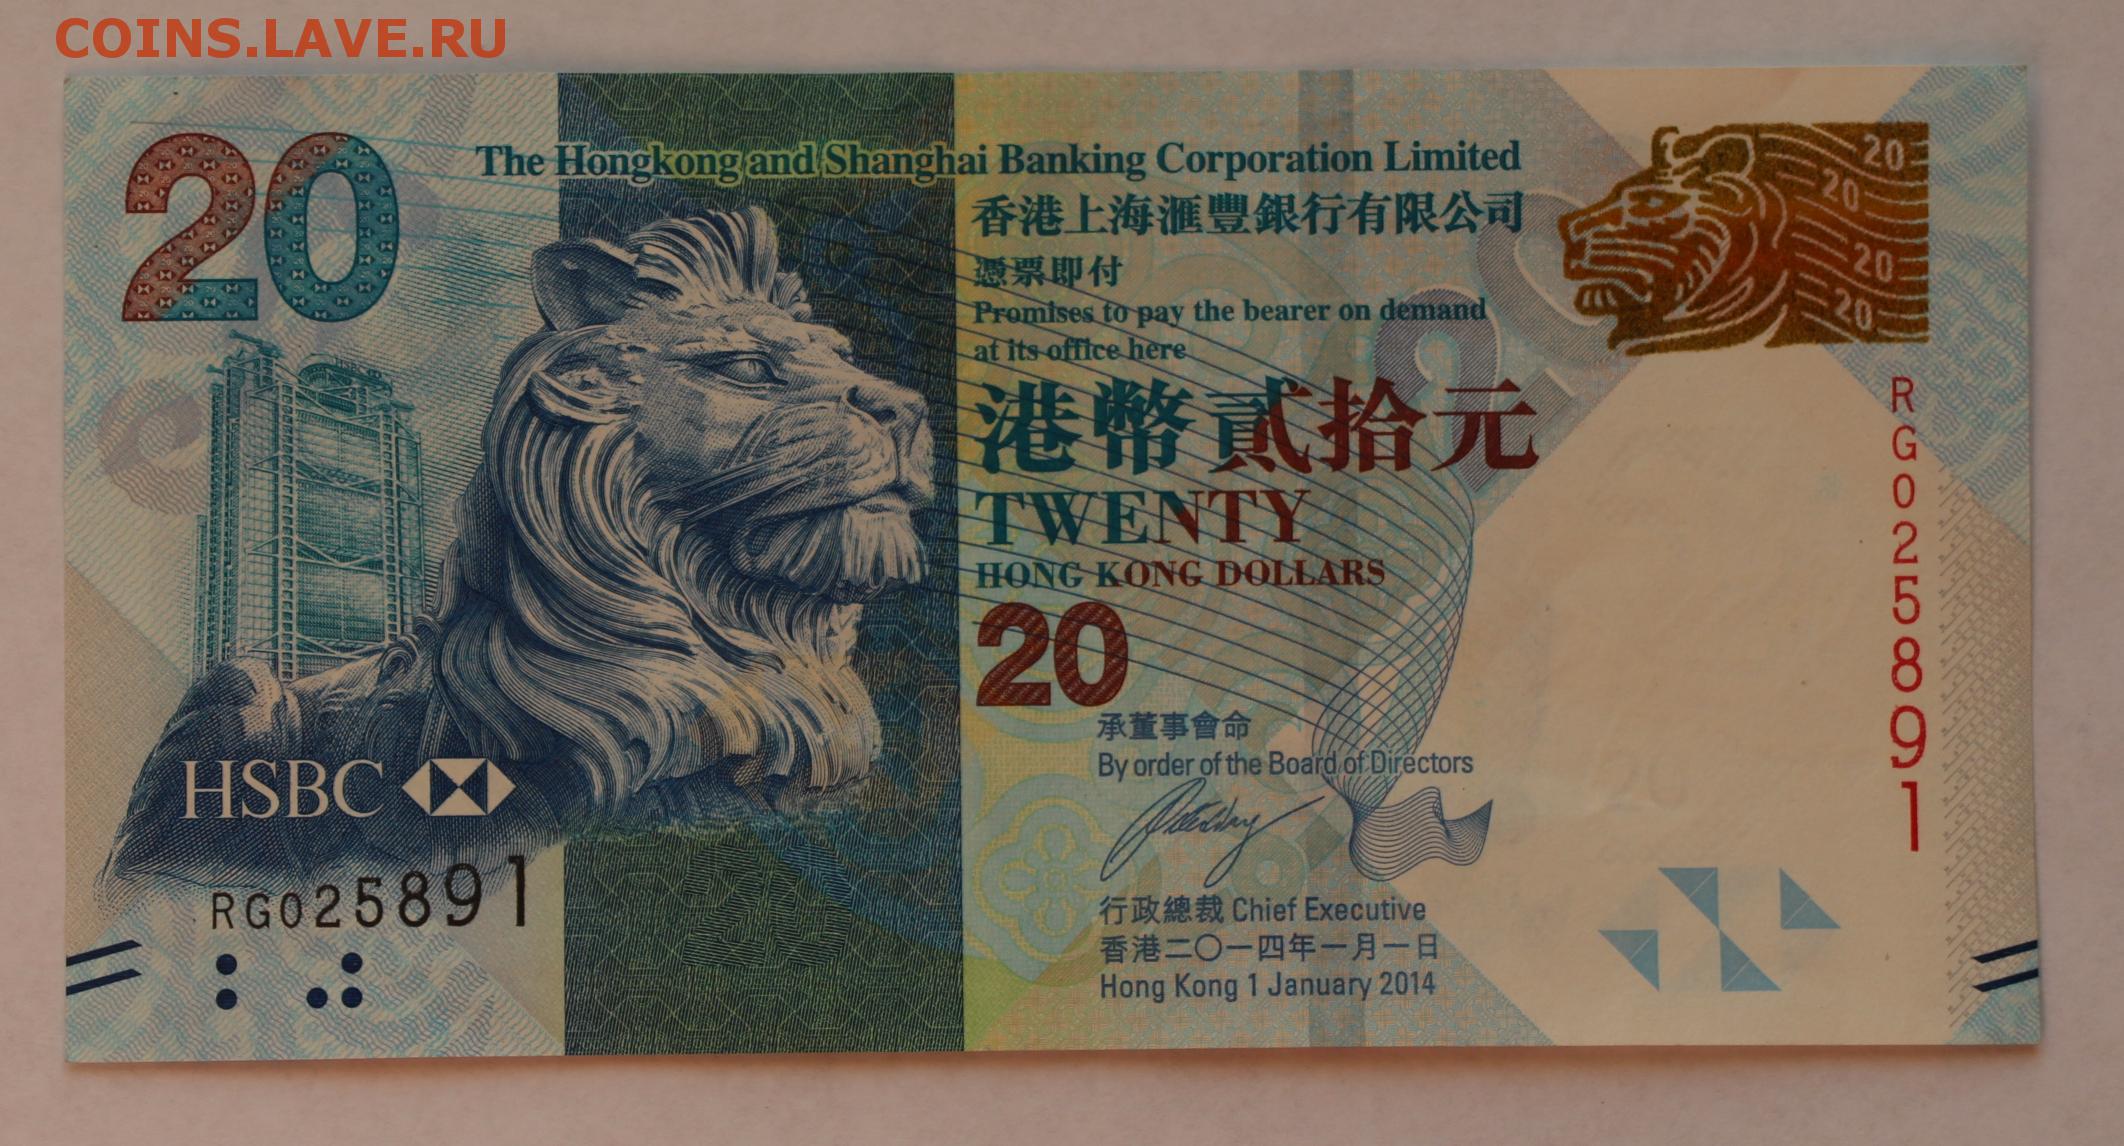 COINS.LAVE.RU
20
The Hongkong and Shanghai Banking Corporation Limited
香港上海滙豐銀行有限公司
憑票即付
Promises to pay the bearer on demand
at its office here
港幣貳拾元
TWENTY
HONG KONG DOLLARS
20
承董事會命
By order of the Board of Directors
行政總裁 Chief Executive
香港二〇一四年一月一日
Hong Kong 1 January 2014
HSBC
RG025891
20
20
20
20
RG025891
20